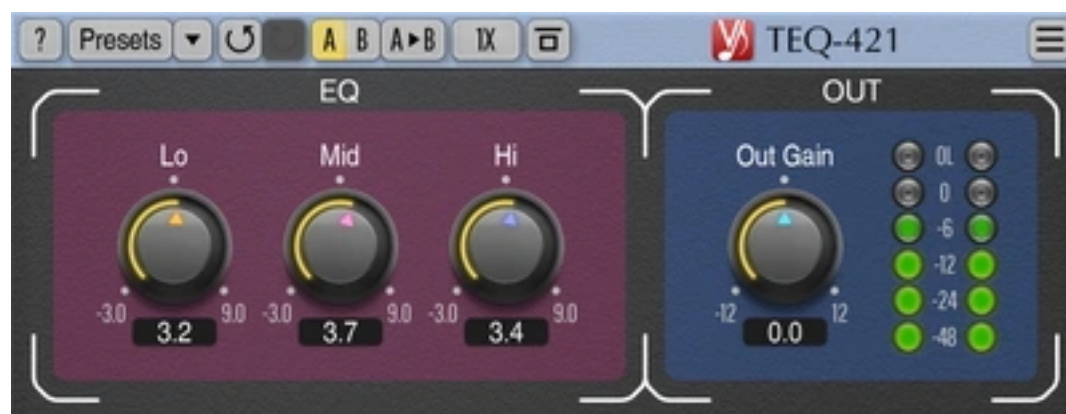 ? Presets A B A▸B 1X TEQ-421
EQ OUT
Lo Mid Hi Out Gain OL
0
-6
-12
-3.0 9.0 -3.0 9.0 -3.0 9.0 -12 12 -24
3.2 3.7 3.4 0.0 -48